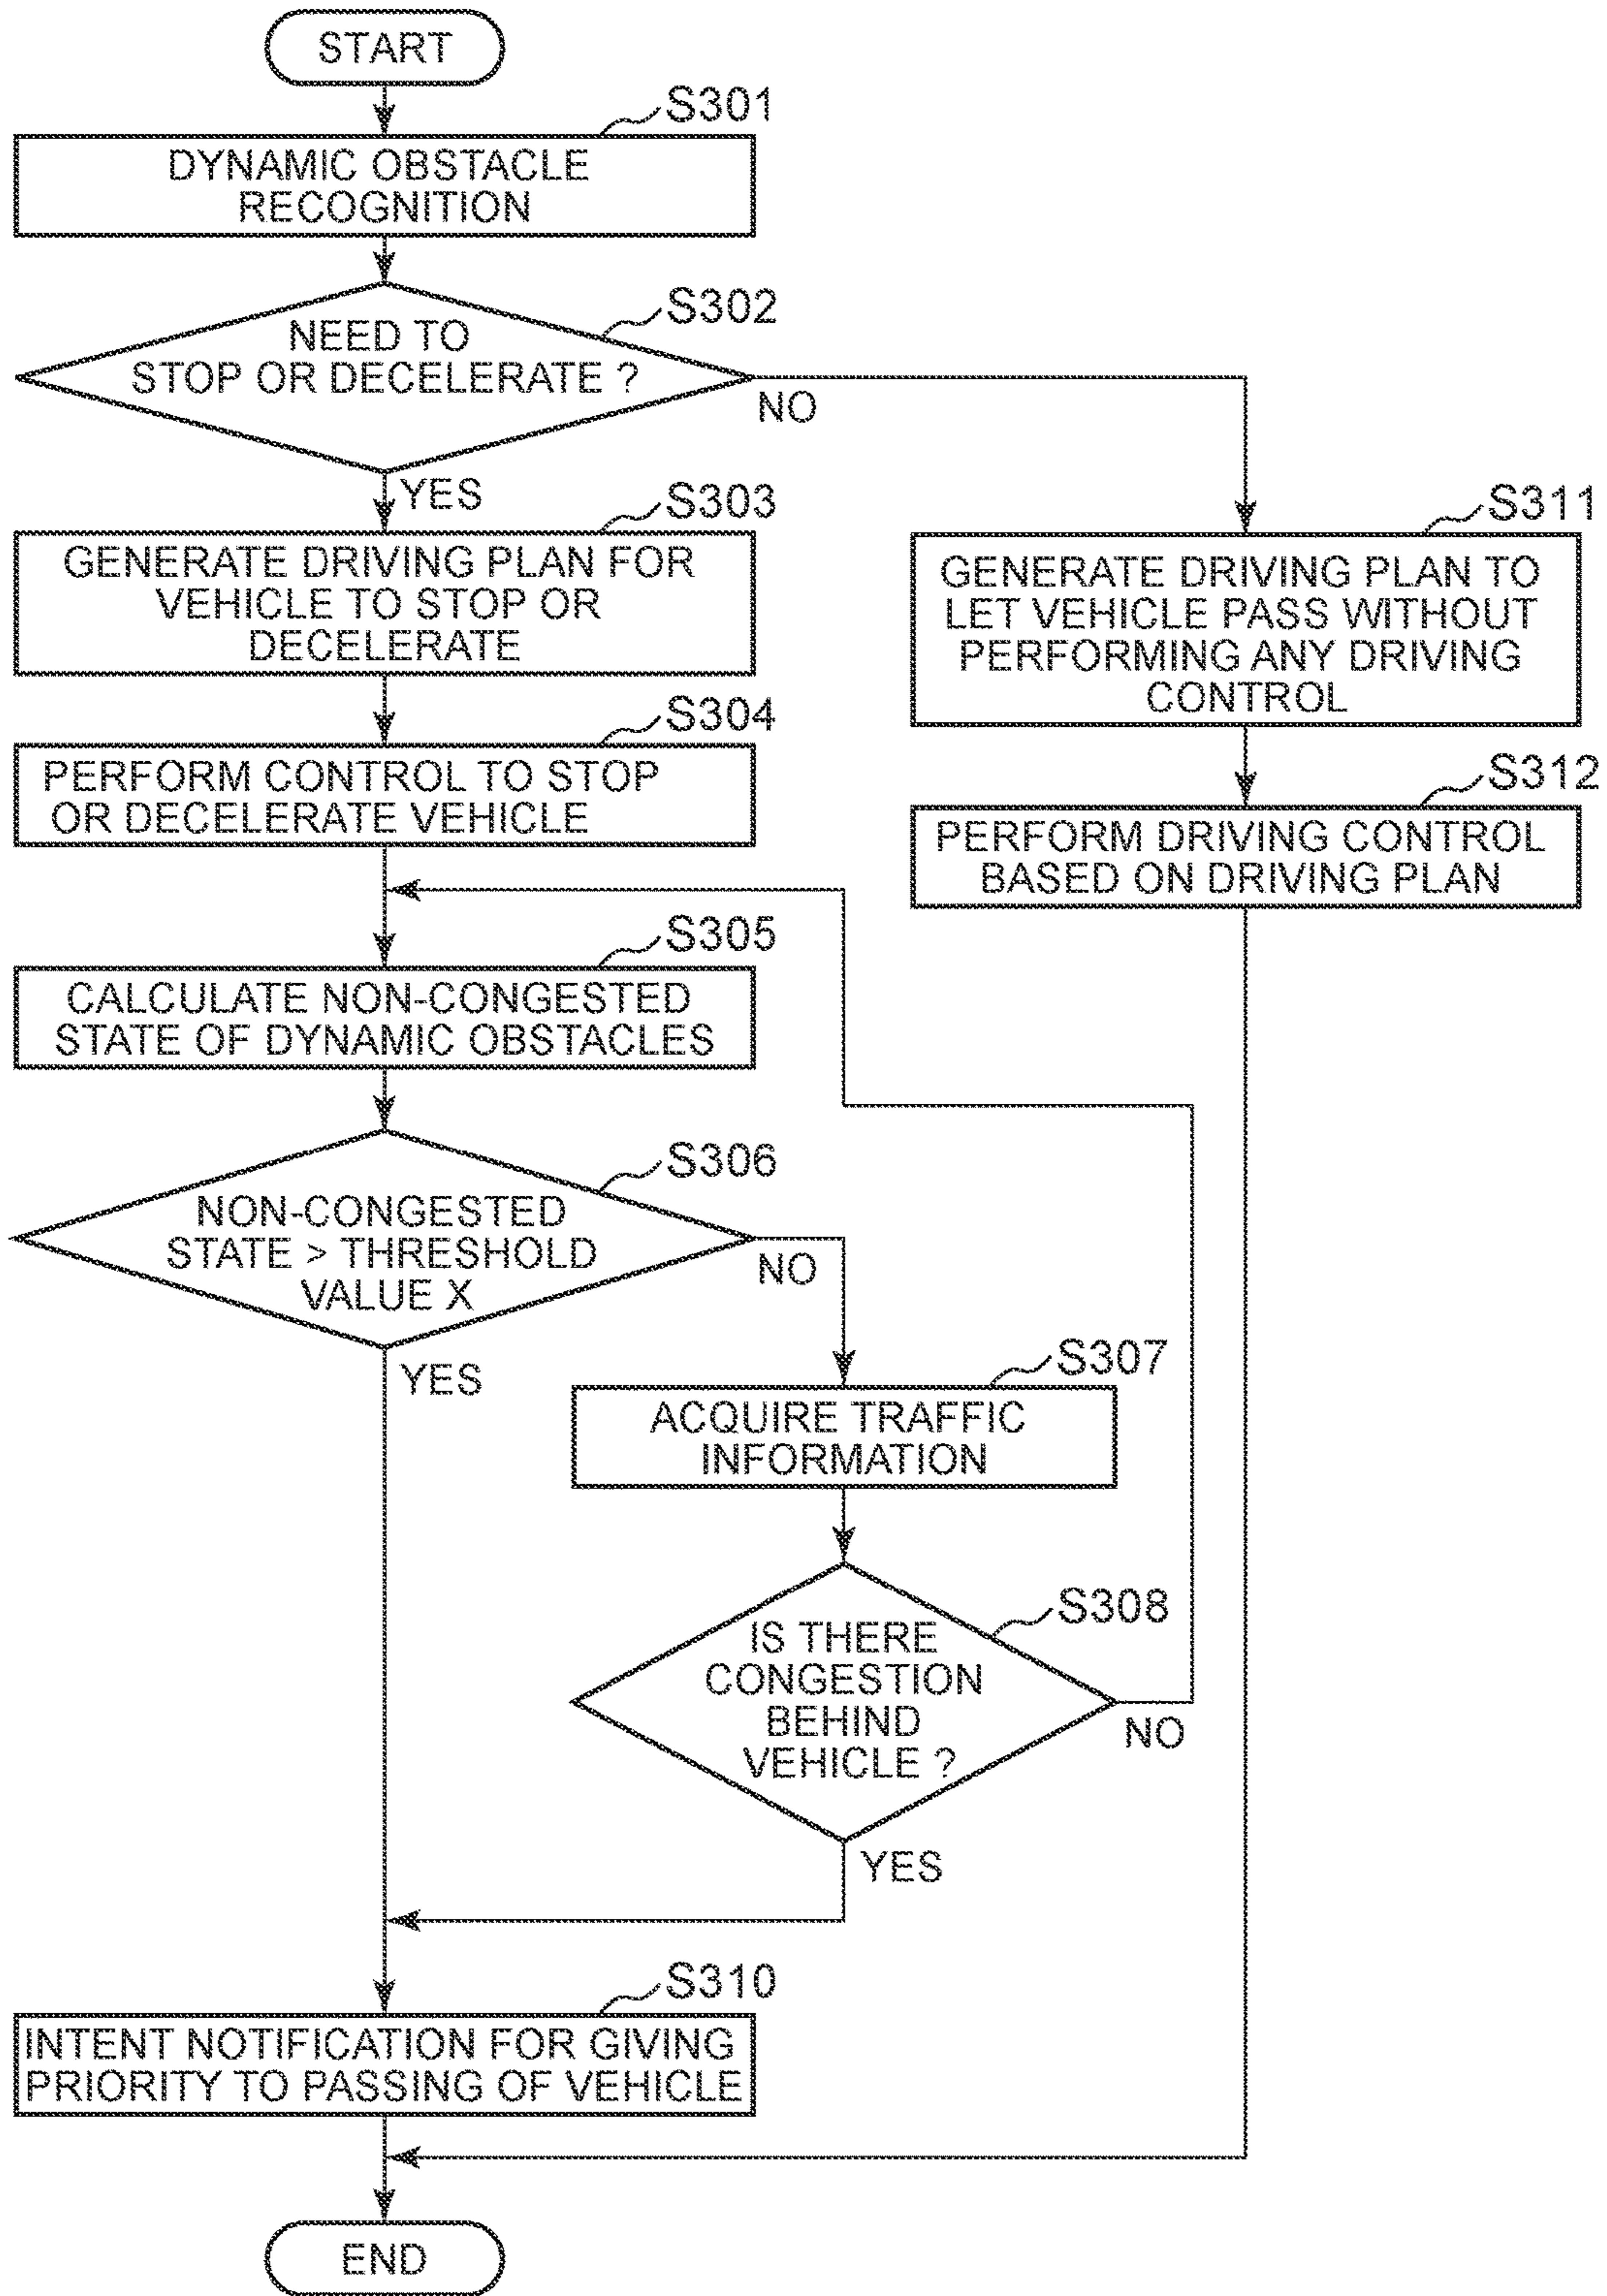 START
S301
DYNAMIC OBSTACLE
RECOGNITION
S302
NEED TO
STOP OR DECELERATE ?
NO
YES
S303
GENERATE DRIVING PLAN FOR
VEHICLE TO STOP OR
DECELERATE
S311
GENERATE DRIVING PLAN TO
LET VEHICLE PASS WITHOUT
PERFORMING ANY DRIVING
CONTROL
S304
PERFORM CONTROL TO STOP
OR DECELERATE VEHICLE
S312
PERFORM DRIVING CONTROL
BASED ON DRIVING PLAN
S305
CALCULATE NON-CONGESTED
STATE OF DYNAMIC OBSTACLES
S306
NON-CONGESTED
STATE > THRESHOLD
VALUE X
NO
YES
S307
ACQUIRE TRAFFIC
INFORMATION
S308
IS THERE
CONGESTION
BEHIND
VEHICLE ?
NO
YES
S310
INTENT NOTIFICATION FOR GIVING
PRIORITY TO PASSING OF VEHICLE
END